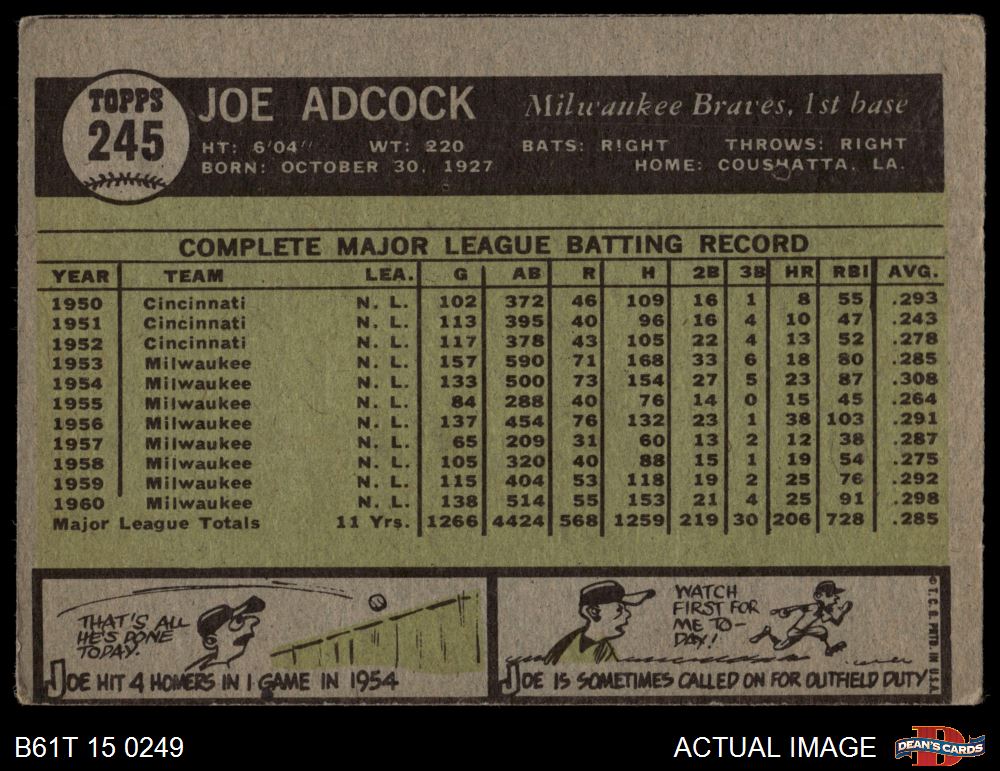 TOPPS
245
JOE ADCOCK Milwaukee Braves, 1st base
HT: 6'04" WT: 220 BATS: RIGHT THROWS: RIGHT
BORN: OCTOBER 30, 1927 HOME: COUSHATTA, LA.
COMPLETE MAJOR LEAGUE BATTING RECORD
YEAR TEAM LEA. G AB R H 2B 3B HR RBI AVG.
1950 Cincinnati N. L. 102 372 46 109 16 1 8 55 .293
1951 Cincinnati N. L. 113 395 40 96 16 4 10 47 .243
1952 Cincinnati N. L. 117 378 43 105 22 4 13 52 .278
1953 Milwaukee N. L. 157 590 71 168 33 6 18 80 .285
1954 Milwaukee N. L. 133 500 73 154 27 5 23 87 .308
1955 Milwaukee N. L. 84 288 40 76 14 0 15 45 .264
1956 Milwaukee N. L. 137 454 76 132 23 1 38 103 .291
1957 Milwaukee N. L. 65 209 31 60 13 2 12 38 .287
1958 Milwaukee N. L. 105 320 40 88 15 1 19 54 .275
1959 Milwaukee N. L. 115 404 53 118 19 2 25 76 .292
1960 Milwaukee N. L. 138 514 55 153 21 4 25 91 .298
Major League Totals 11 Yrs. 1266 4424 568 1259 219 30 206 728 .285
THAT'S ALL
HE'S DONE
TODAY.
JOE HIT 4 HOMERS IN 1 GAME IN 1954
WATCH
FIRST FOR
ME TO-
DAY!
JOE IS SOMETIMES CALLED ON FOR OUTFIELD DUTY
© T.C.G. PRTD. IN U.S.A.
B61T 15 0249 ACTUAL IMAGE DEAN'S CARDS